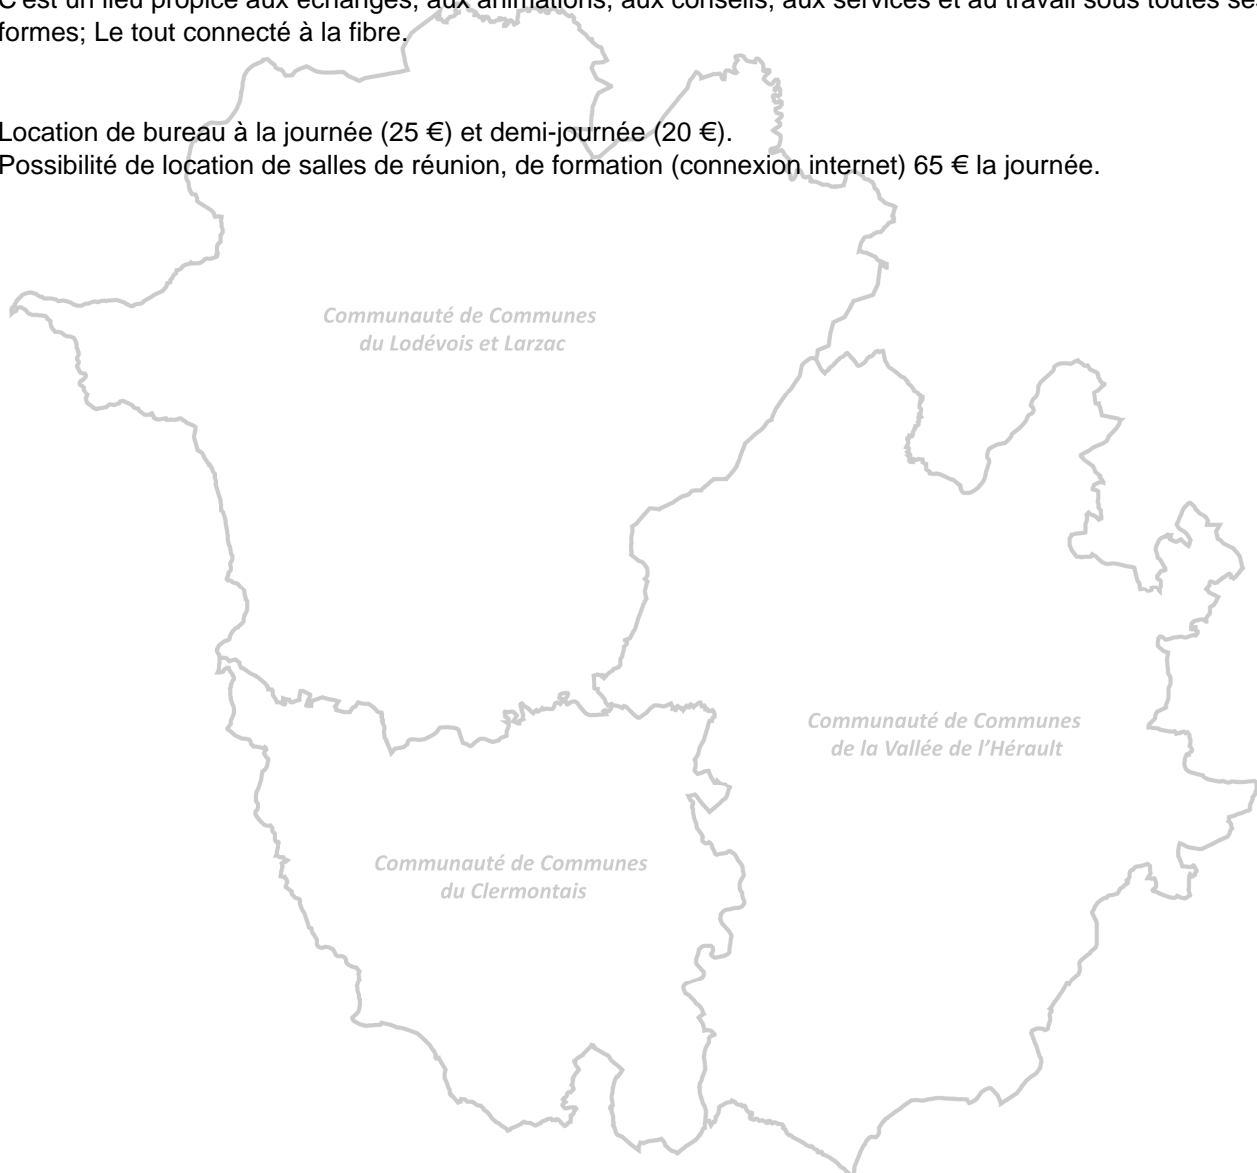 C'est un lieu propice aux échanges, aux animations, aux conseils, aux services et au travail sous toutes ses
formes; Le tout connecté à la fibre.
Location de bureau à la journée (25 €) et demi-journée (20 €).
Possibilité de location de salles de réunion, de formation (connexion internet) 65 € la journée.
Communauté de Communes
du Lodévois et Larzac
Communauté de Communes
de la Vallée de l’Hérault
Communauté de Communes
du Clermontais